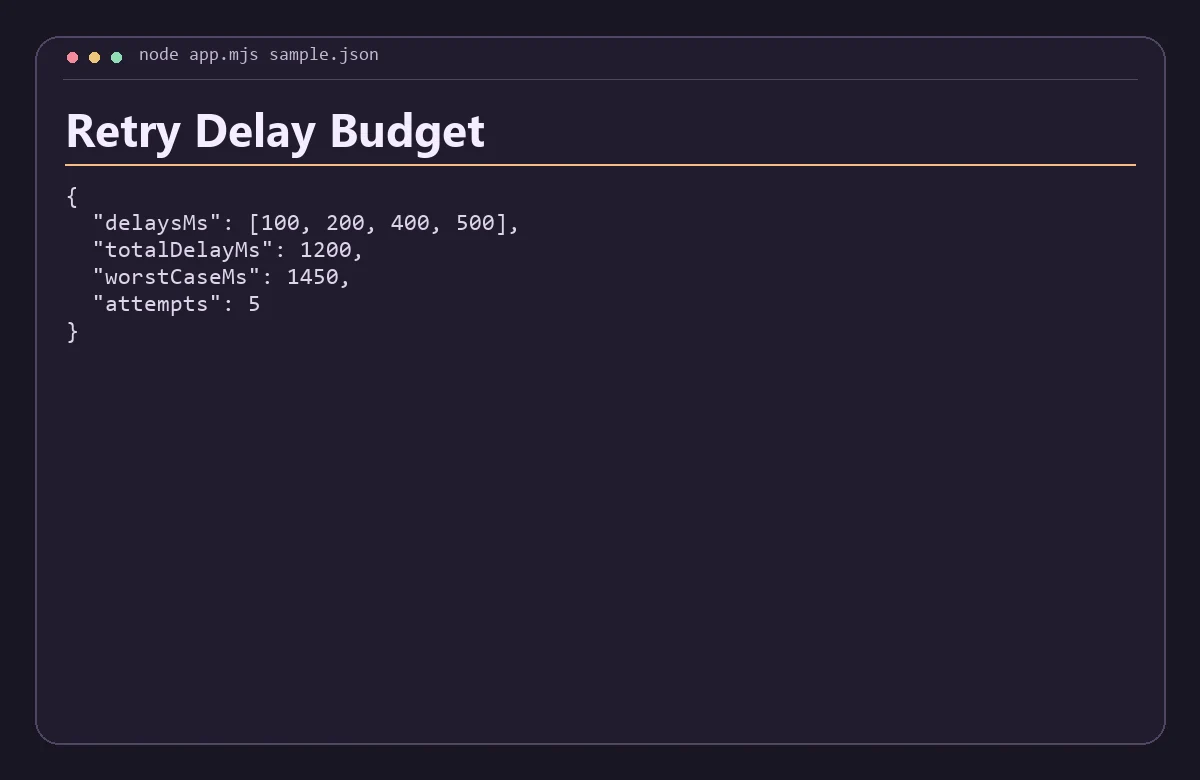 node app.mjs sample.json
Retry Delay Budget
{
  "delaysMs": [100, 200, 400, 500],
  "totalDelayMs": 1200,
  "worstCaseMs": 1450,
  "attempts": 5
}